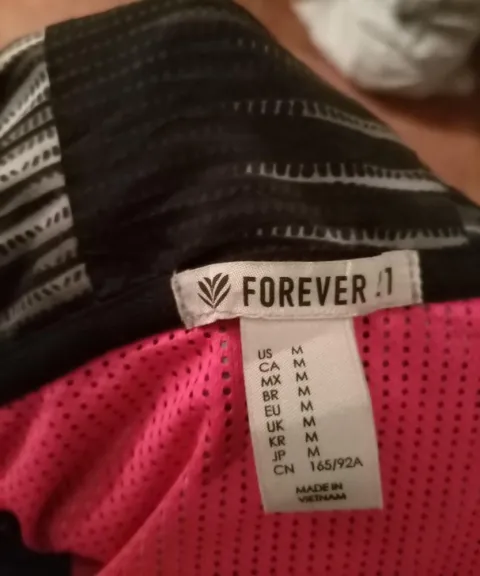 FOREVER 21
US M
CA M
MX M
BR M
EU M
UK M
KR M
JP M
CN 165/92A
MADE IN
VIETNAM